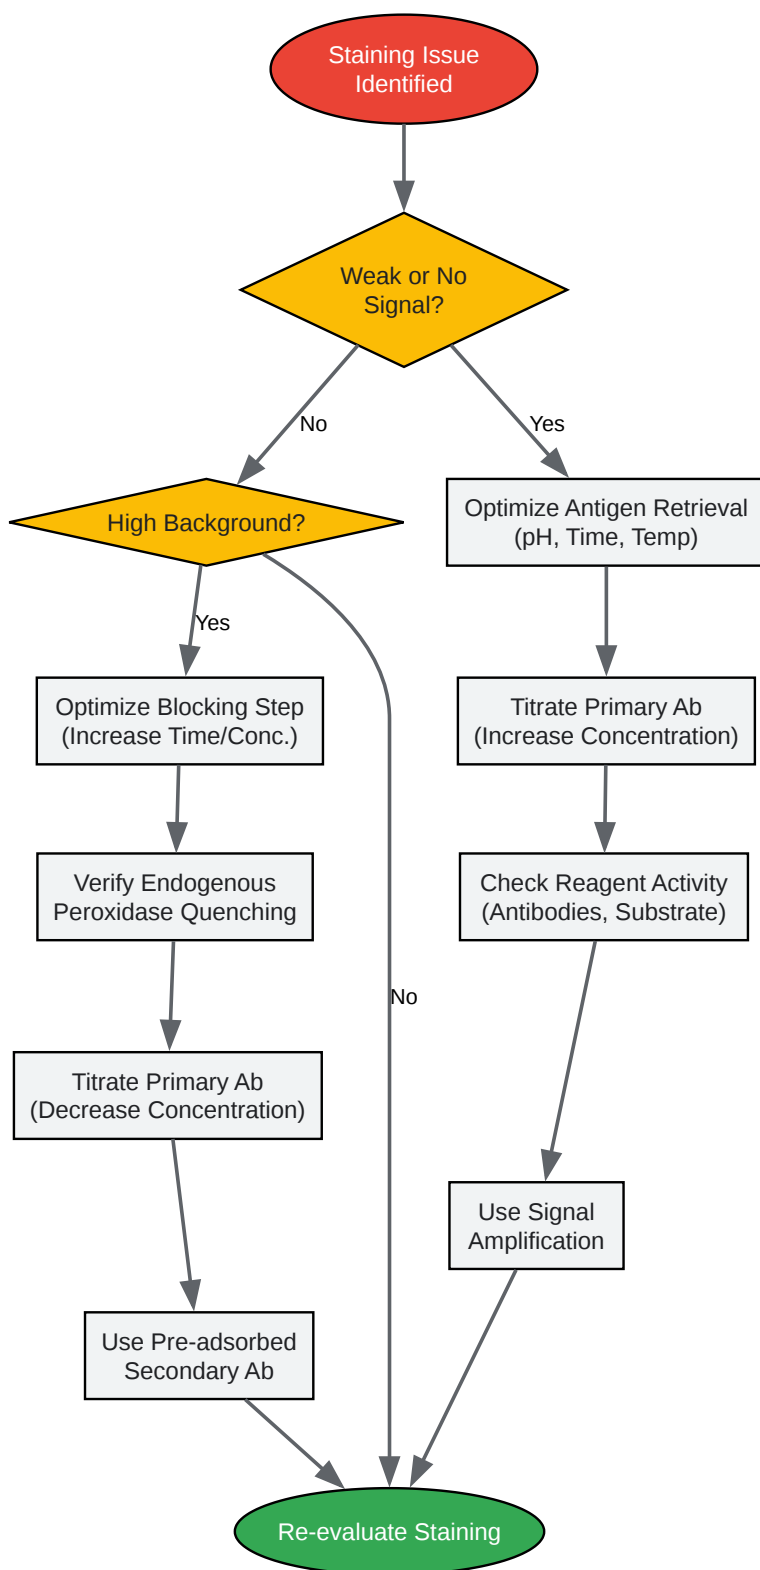 Staining Issue
Identified
Weak or No
Signal?
No
Yes
High Background?
Optimize Antigen Retrieval
(pH, Time, Temp)
Yes
Optimize Blocking Step
(Increase Time/Conc.)
Titrate Primary Ab
(Increase Concentration)
Verify Endogenous
Peroxidase Quenching
Check Reagent Activity
(Antibodies, Substrate)
No
Titrate Primary Ab
(Decrease Concentration)
Use Signal
Amplification
Use Pre-adsorbed
Secondary Ab
Re-evaluate Staining